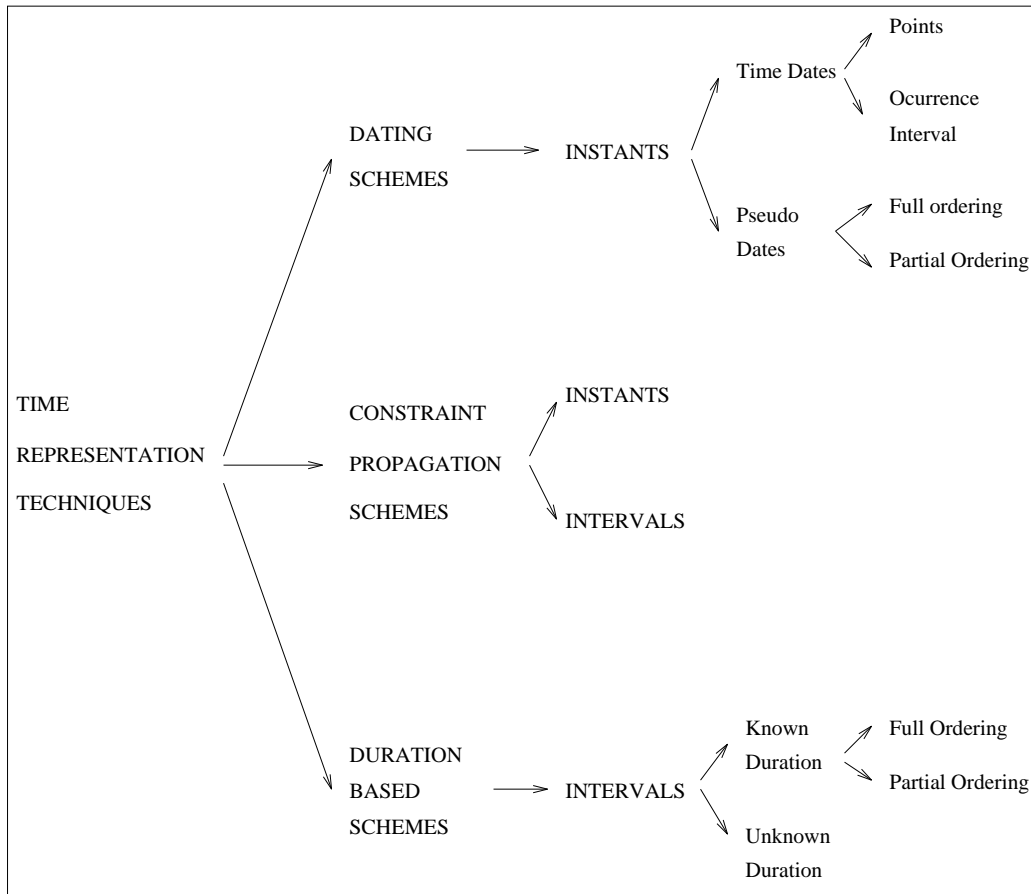 Points
Time Dates
Ocurrence
Interval
DATING
SCHEMES
INSTANTS
Pseudo
Dates
Full ordering
Partial Ordering
TIME
REPRESENTATION
TECHNIQUES
CONSTRAINT
PROPAGATION
SCHEMES
INSTANTS
INTERVALS
DURATION
BASED
SCHEMES
INTERVALS
Known
Duration
Full Ordering
Partial Ordering
Unknown
Duration